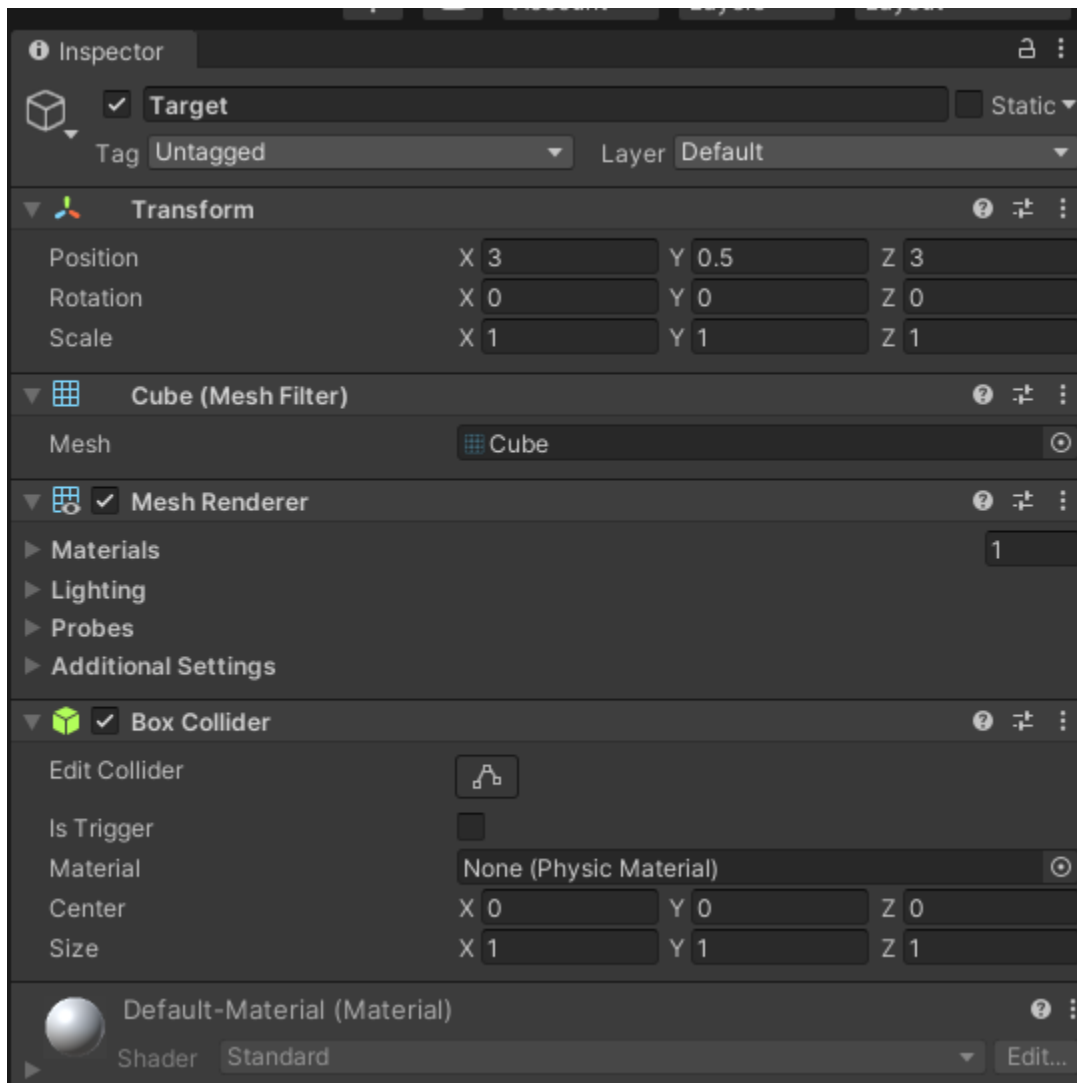 Inspector
Target Static
Tag Untagged Layer Default
Transform
Position X 3 Y 0.5 Z 3
Rotation X 0 Y 0 Z 0
Scale X 1 Y 1 Z 1
Cube (Mesh Filter)
Mesh Cube
Mesh Renderer
Materials 1
Lighting
Probes
Additional Settings
Box Collider
Edit Collider
Is Trigger
Material None (Physic Material)
Center X 0 Y 0 Z 0
Size X 1 Y 1 Z 1
Default-Material (Material)
Shader Standard Edit...